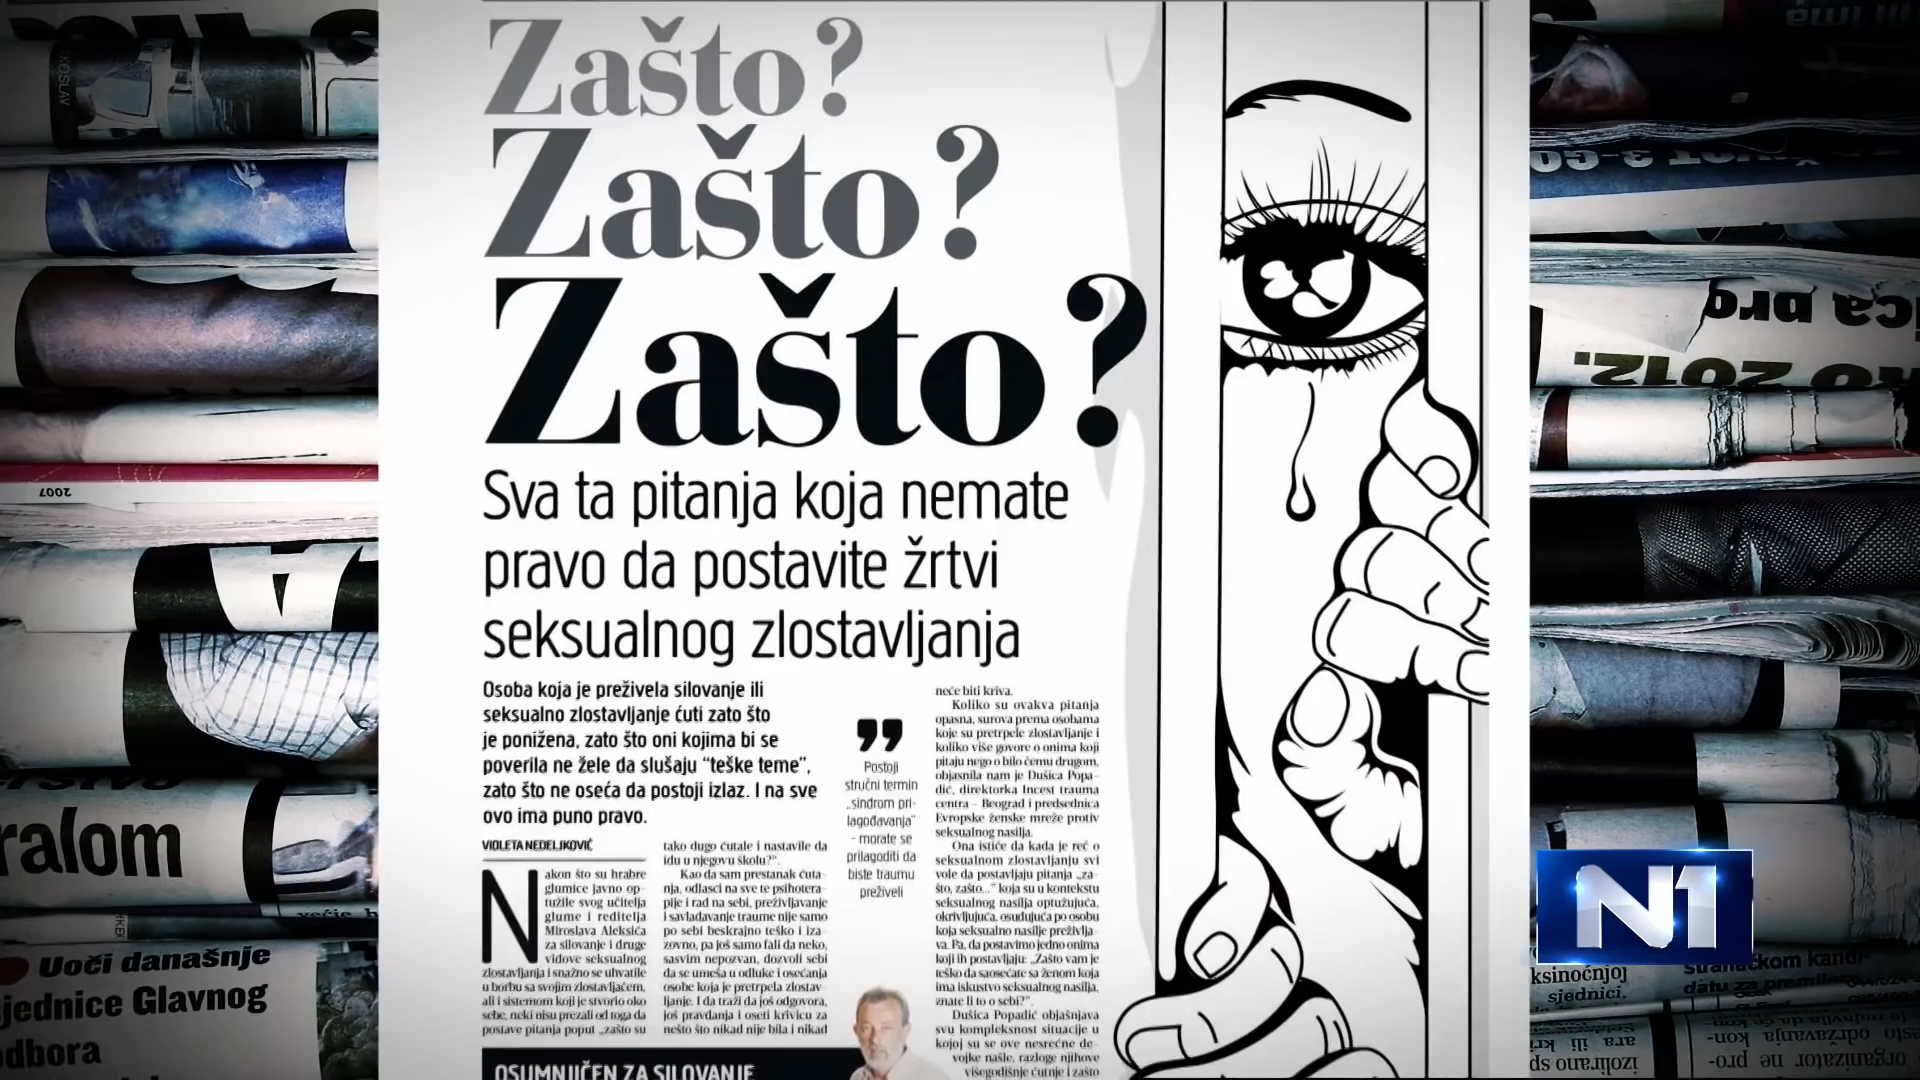 Zašto?
Zašto?
Zašto?
Sva ta pitanja koja nemate
pravo da postavite žrtvi
seksualnog zlostavljanja
Osoba koja je preživela silovanje ili
seksualno zlostavljanje ćuti zato što
je ponižena, zato što oni kojima bi se
poverila ne žele da slušaju “teške teme”,
zato što ne oseća da postoji izlaz. I na sve
ovo ima puno pravo.
VIOLETA NEDELJKOVIĆ
Nakon što su hrabre
glumice javno op-
tužile svog učitelja
glume i reditelja
Miroslava Aleksića
za silovanje i druge
vidove seksualnog
zlostavljanja i snažno se uhvatile
u borbu sa svojim zlostavljačem,
ali i sistemom koji je stvorio oko
sebe, neki nisu prezali od toga da
postave pitanja poput „zašto su
tako dugo ćutale i nastavile da
idu u njegovu školu?“.
Kao da sam prestanak ćuta-
nja, odlasci na sve te psihotera-
pije i rad na sebi, preživljavanje
i savladavanje traume nije samo
po sebi beskrajno teško i iza-
zovno, pa još samo fali da neko,
sasvim nepoznan, dozvoli sebi
da se umeša u odluke i osećanja
osobe koja je pretrpela zlostav-
ljanje. I da traži da još odgovora,
još pravdanja i oseti krivicu za
nešto što nikad nije bila i nikad
”
Postoji
stručni termin
„sindrom pri-
lagođavanja“
- morate se
prilagoditi da
biste traumu
preživeli
neće biti kriva.
Koliko su ovakva pitanja
opasna, surova prema osobama
koje su pretrpele zlostavljanje i
koliko više govore o onima koji
pitaju nego o bilo čemu drugom,
objasnila nam je Dušica Popa-
dić, direktorka Incest trauma
centra - Beograd i predsednica
Evropske ženske mreže protiv
seksualnog nasilja.
Ona ističe da kada je reč o
seksualnom zlostavljanju svi
vole da postavljaju pitanja „za-
što, zašto...“ koja su u kontekstu
seksualnog nasilja optužujuća,
okrivljujuća, osuđujuća po osobu
koja seksualno nasilje preživlja-
va. Pa, da postavimo jedno onima
koji ih postavljaju: „Zašto vam je
teško da saosećate sa ženom koja
ima iskustvo seksualnog nasilja,
znate li to o sebi?“.
Dušica Popadić objašnjava
svu kompleksnost situacije u
kojoj su se ove nesrećne de-
vojke našle, razloge njihove
višegodišnje ćutnje i zašto
OSUMNJIČEN ZA SILOVANJE
N1
2007
ralom
Uoči današnje
sjednice Glavnog
odbora
2012.
ksinoćnjoj
sjednici.
datu za premijera